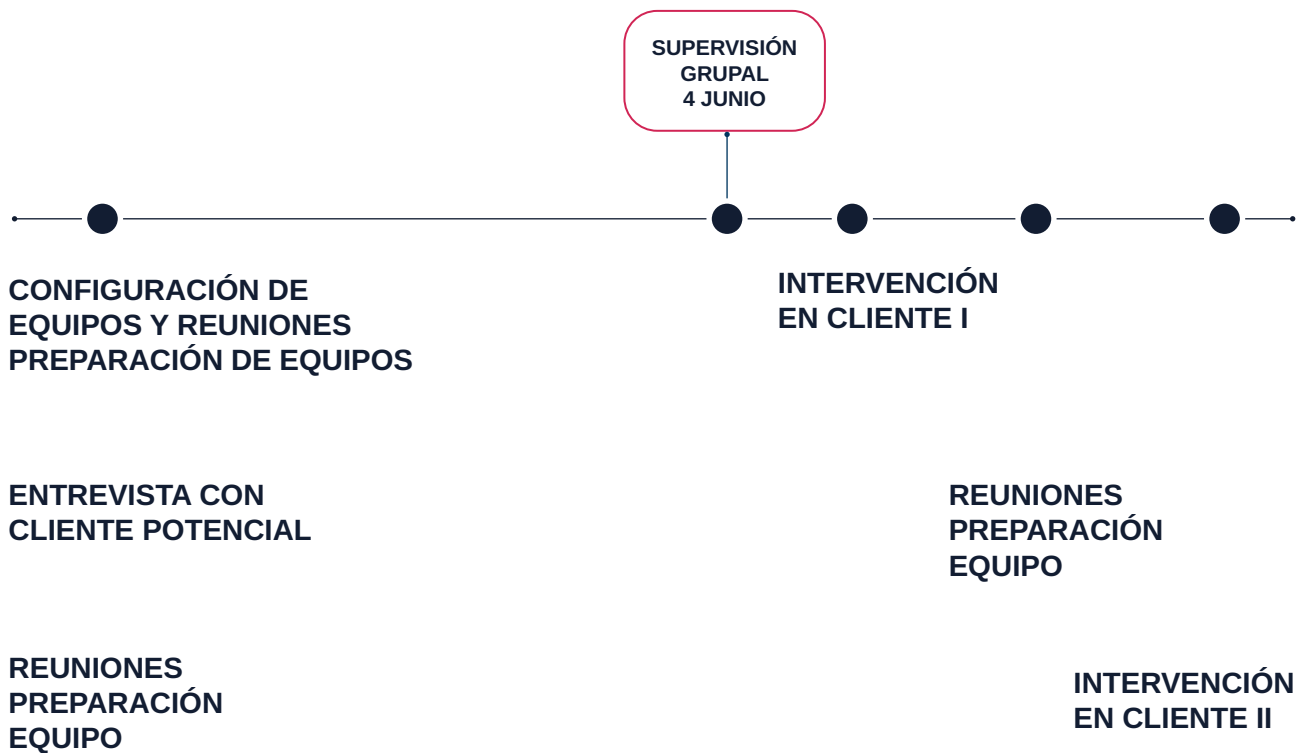 SUPERVISIÓN
GRUPAL
4 JUNIO
CONFIGURACIÓN DE
EQUIPOS Y REUNIONES
PREPARACIÓN DE EQUIPOS
INTERVENCIÓN
EN CLIENTE I
ENTREVISTA CON
CLIENTE POTENCIAL
REUNIONES
PREPARACIÓN
EQUIPO
REUNIONES
PREPARACIÓN
EQUIPO
INTERVENCIÓN
EN CLIENTE II